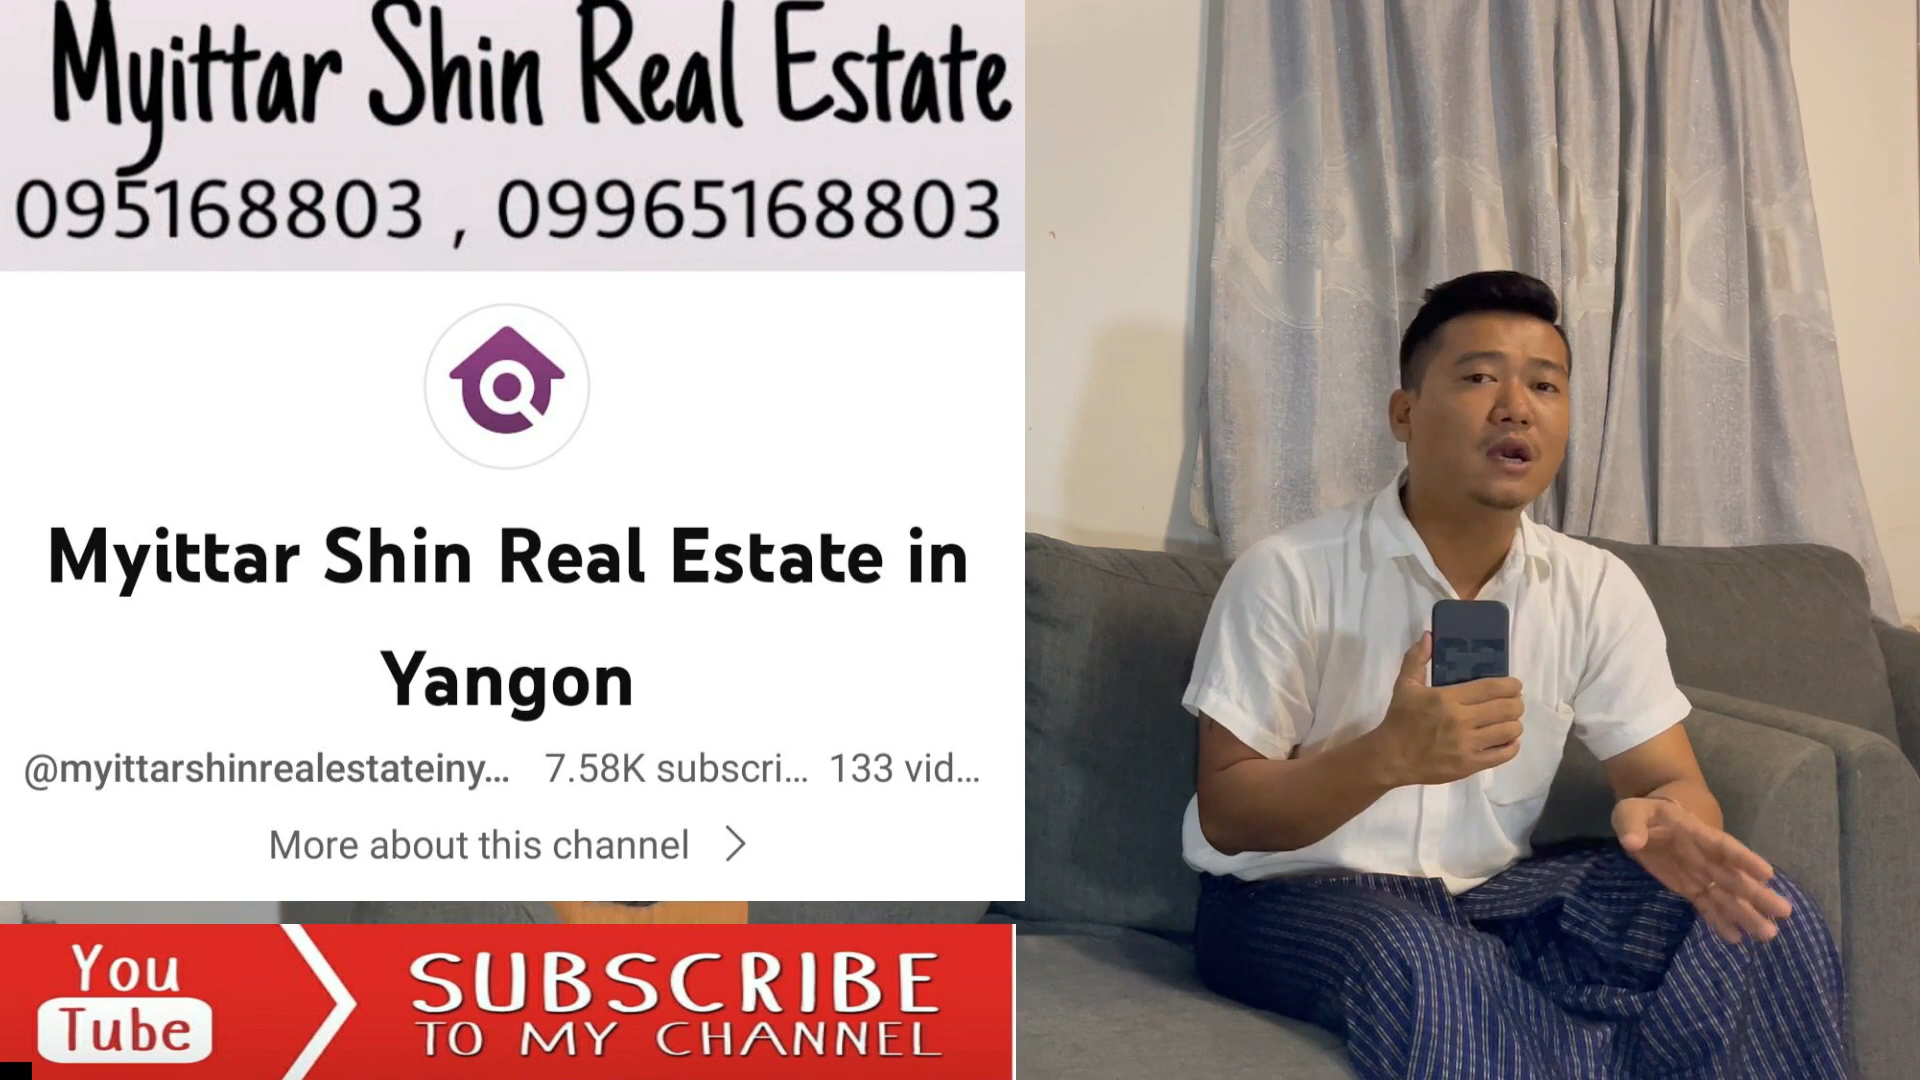 Myittar Shin Real Estate
095168803 , 09965168803
Myittar Shin Real Estate in
Yangon
@myittarshinrealestateiny... 7.58K subscri... 133 vid...
More about this channel
You
Tube
SUBSCRIBE
TO MY CHANNEL